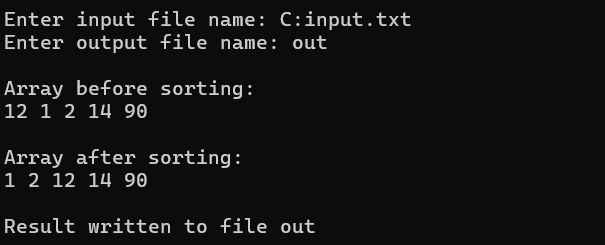 Enter input file name: C:input.txt
Enter output file name: out
Array before sorting:
12 1 2 14 90
Array after sorting:
1 2 12 14 90
Result written to file out